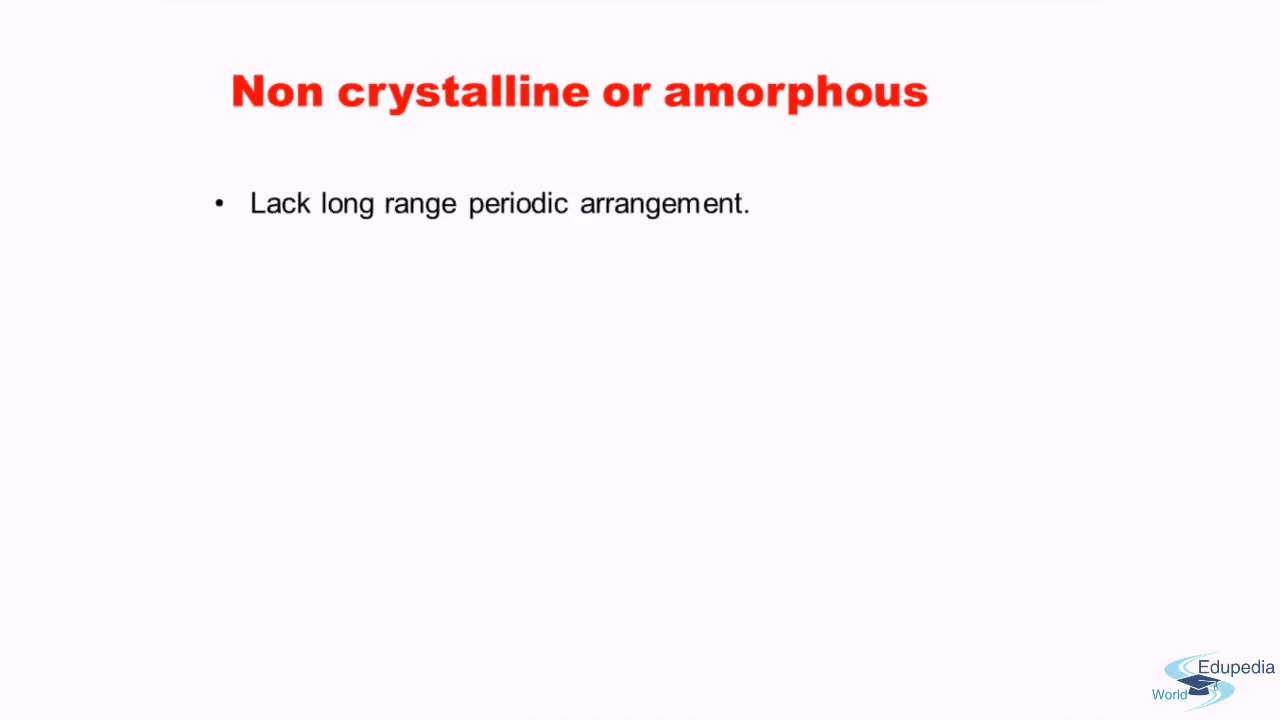 Non crystalline or amorphous
• Lack long range periodic arrangement.
Edupedia
World